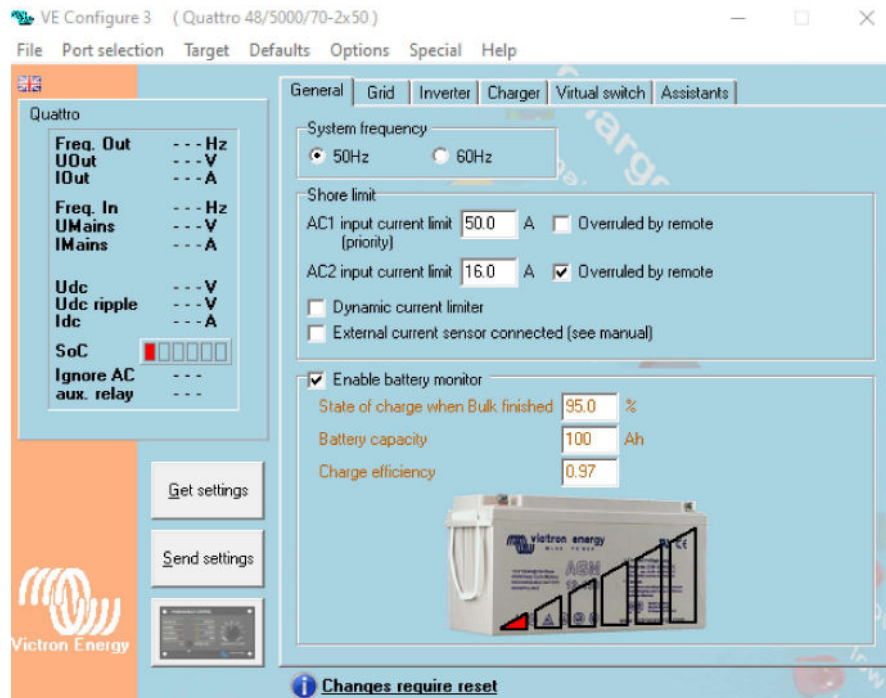 VE Configure 3 ( Quattro 48/5000/70-2x50 )
File Port selection Target Defaults Options Special Help
General Grid Inverter Charger Virtual switch Assistants
Quattro
Freq. Out ---Hz
UOut ---V
IOut ---A
Freq. In ---Hz
UMains ---V
IMains ---A
Udc ---V
Udc ripple ---V
Idc ---A
SoC
Ignore AC ---
aux. relay ---
Get settings
Send settings
Victron Energy
System frequency
50Hz 60Hz
Shore limit
AC1 input current limit 50.0 A Overruled by remote
(priority)
AC2 input current limit 16.0 A Overruled by remote
Dynamic current limiter
External current sensor connected (see manual)
Enable battery monitor
State of charge when Bulk finished 95.0 %
Battery capacity 100 Ah
Charge efficiency 0.97
victron energy
BLUE POWER
AGM
Changes require reset